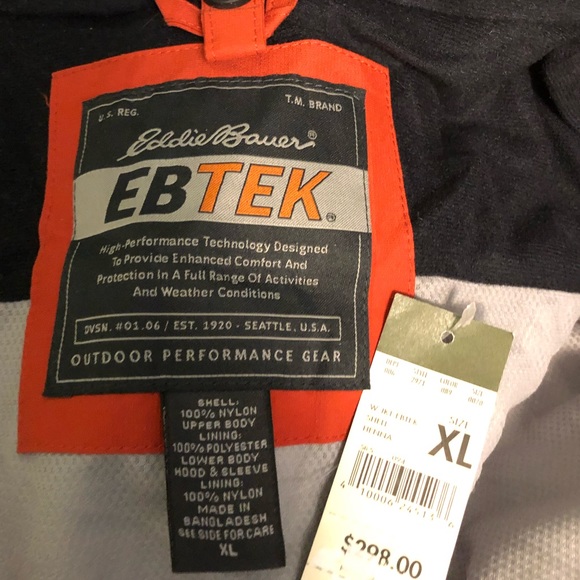 U.S. REG.
T.M. BRAND
Eddie Bauer®
EBTEK®
High-Performance Technology Designed
To Provide Enhanced Comfort And
Protection In A Full Range Of Activities
And Weather Conditions
DVSN. #01.06 / EST. 1920 - SEATTLE, U.S.A.
OUTDOOR PERFORMANCE GEAR
SHELL:
100% NYLON
UPPER BODY
LINING:
100% POLYESTER
LOWER BODY
HOOD & SLEEVE
LINING:
100% NYLON
MADE IN
BANGLADESH
SEE SIDE FOR CARE
XL
SIZE
XL
$298.00